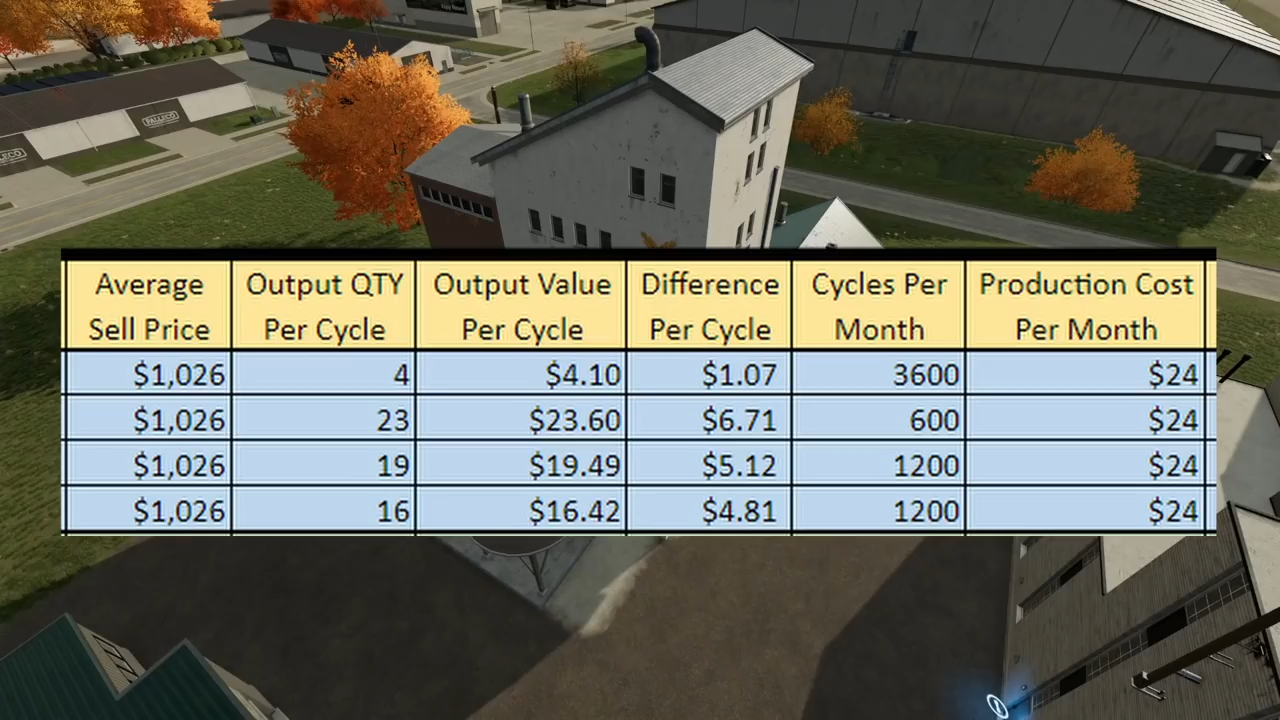 PALLECO
Average Output QTY Output Value Difference Cycles Per Production Cost
Sell Price Per Cycle Per Cycle Per Cycle Month Per Month
$1,026 4 $4.10 $1.07 3600 $24
$1,026 23 $23.60 $6.71 600 $24
$1,026 19 $19.49 $5.12 1200 $24
$1,026 16 $16.42 $4.81 1200 $24